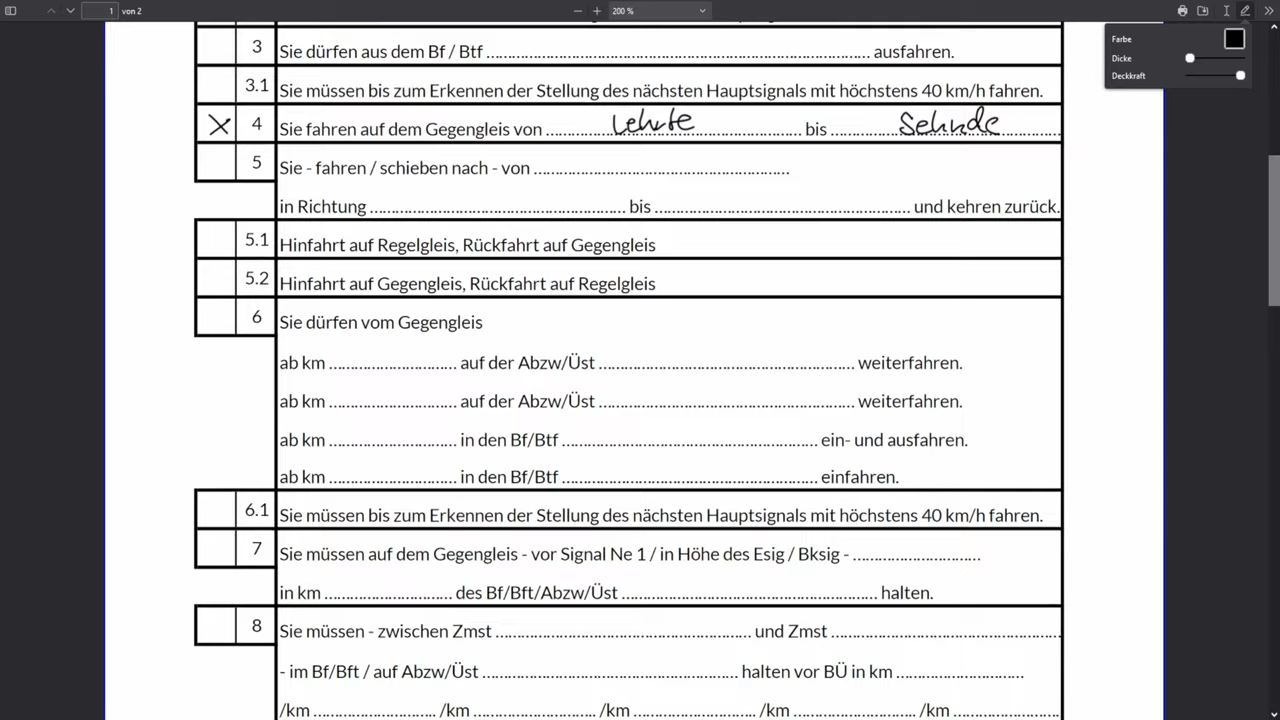 1 von 2
200 %
Farbe
Dicke
Deckkraft
3 Sie dürfen aus dem Bf / Btf ........................................ ausfahren.
3.1 Sie müssen bis zum Erkennen der Stellung des nächsten Hauptsignals mit höchstens 40 km/h fahren.
X 4 Sie fahren auf dem Gegengleis von Lehrte bis Sehnde
5 Sie - fahren / schieben nach - von ........................................
in Richtung ........................................ bis ........................................ und kehren zurück.
5.1 Hinfahrt auf Regelgleis, Rückfahrt auf Gegengleis
5.2 Hinfahrt auf Gegengleis, Rückfahrt auf Regelgleis
6 Sie dürfen vom Gegengleis
ab km .................... auf der Abzw/Üst ........................................ weiterfahren.
ab km .................... auf der Abzw/Üst ........................................ weiterfahren.
ab km .................... in den Bf/Btf ........................................ ein- und ausfahren.
ab km .................... in den Bf/Btf ........................................ einfahren.
6.1 Sie müssen bis zum Erkennen der Stellung des nächsten Hauptsignals mit höchstens 40 km/h fahren.
7 Sie müssen auf dem Gegengleis - vor Signal Ne 1 / in Höhe des Esig / Bksig - ....................
in km .................... des Bf/Bft/Abzw/Üst ........................................ halten.
8 Sie müssen - zwischen Zmst ........................................ und Zmst ........................................
- im Bf/Bft / auf Abzw/Üst ........................................ halten vor BÜ in km ....................
/km .................... /km .................... /km .................... /km .................... /km ....................